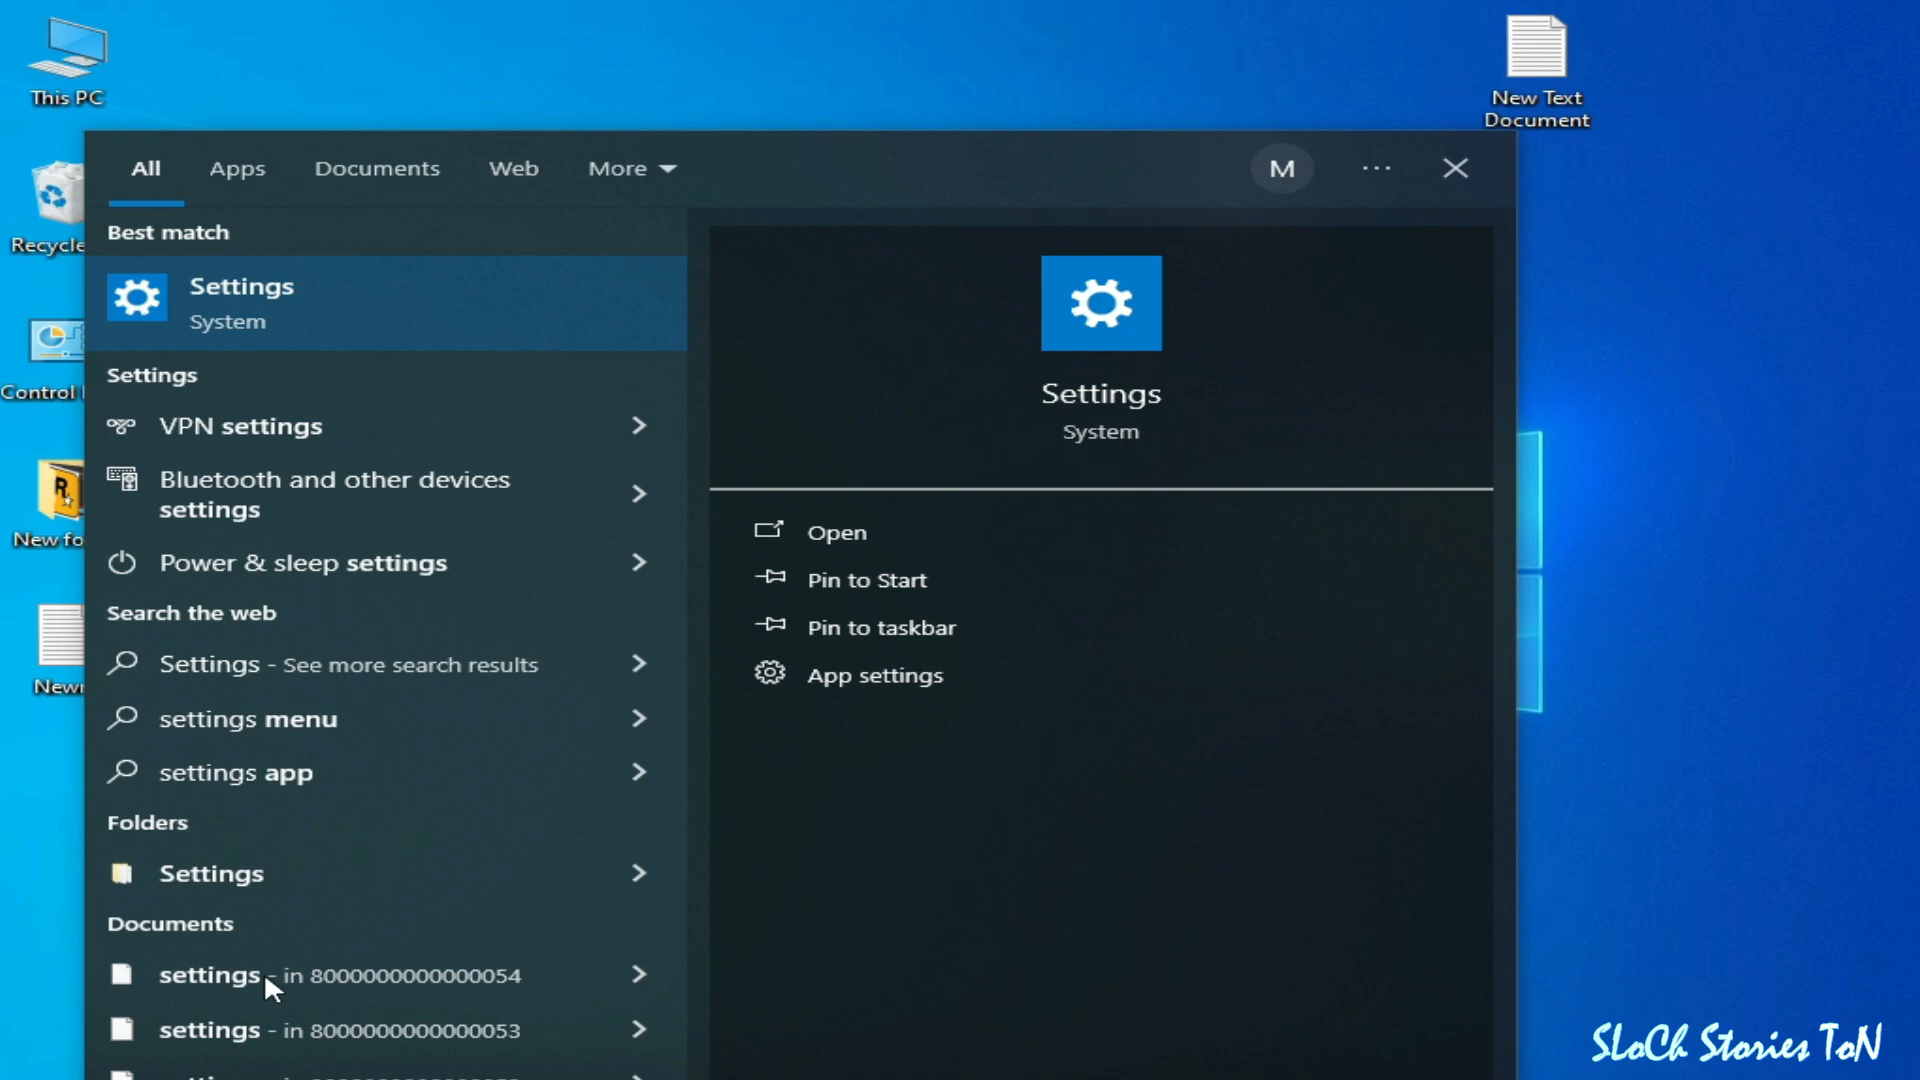 This PC
New Text
Document
All
Apps
Documents
Web
More
M
Recycle
Best match
Settings
System
Settings
System
Settings
Control
VPN settings
Bluetooth and other devices
settings
Open
New fo
Power & sleep settings
Pin to Start
Search the web
Pin to taskbar
Settings - See more search results
App settings
settings menu
settings app
Folders
Settings
Documents
settings - in 8000000000000054
settings - in 8000000000000053
SLoCh Stories ToN